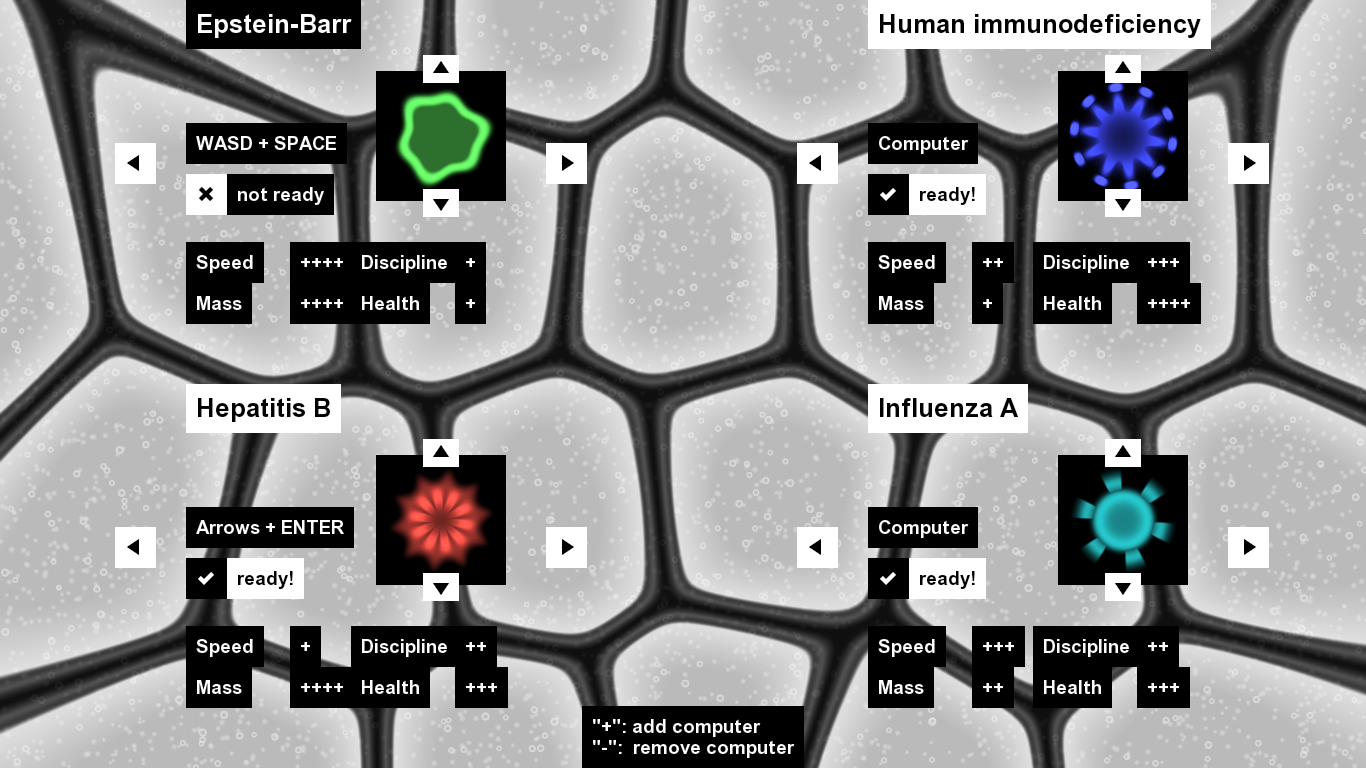 Epstein-Barr
WASD + SPACE
not ready
Speed ++++ Discipline +
Mass ++++ Health +
Human immunodeficiency
Computer
ready!
Speed ++ Discipline +++
Mass + Health ++++
Hepatitis B
Arrows + ENTER
ready!
Speed + Discipline ++
Mass ++++ Health +++
Influenza A
Computer
ready!
Speed +++ Discipline ++
Mass ++ Health +++
"+": add computer
"-": remove computer